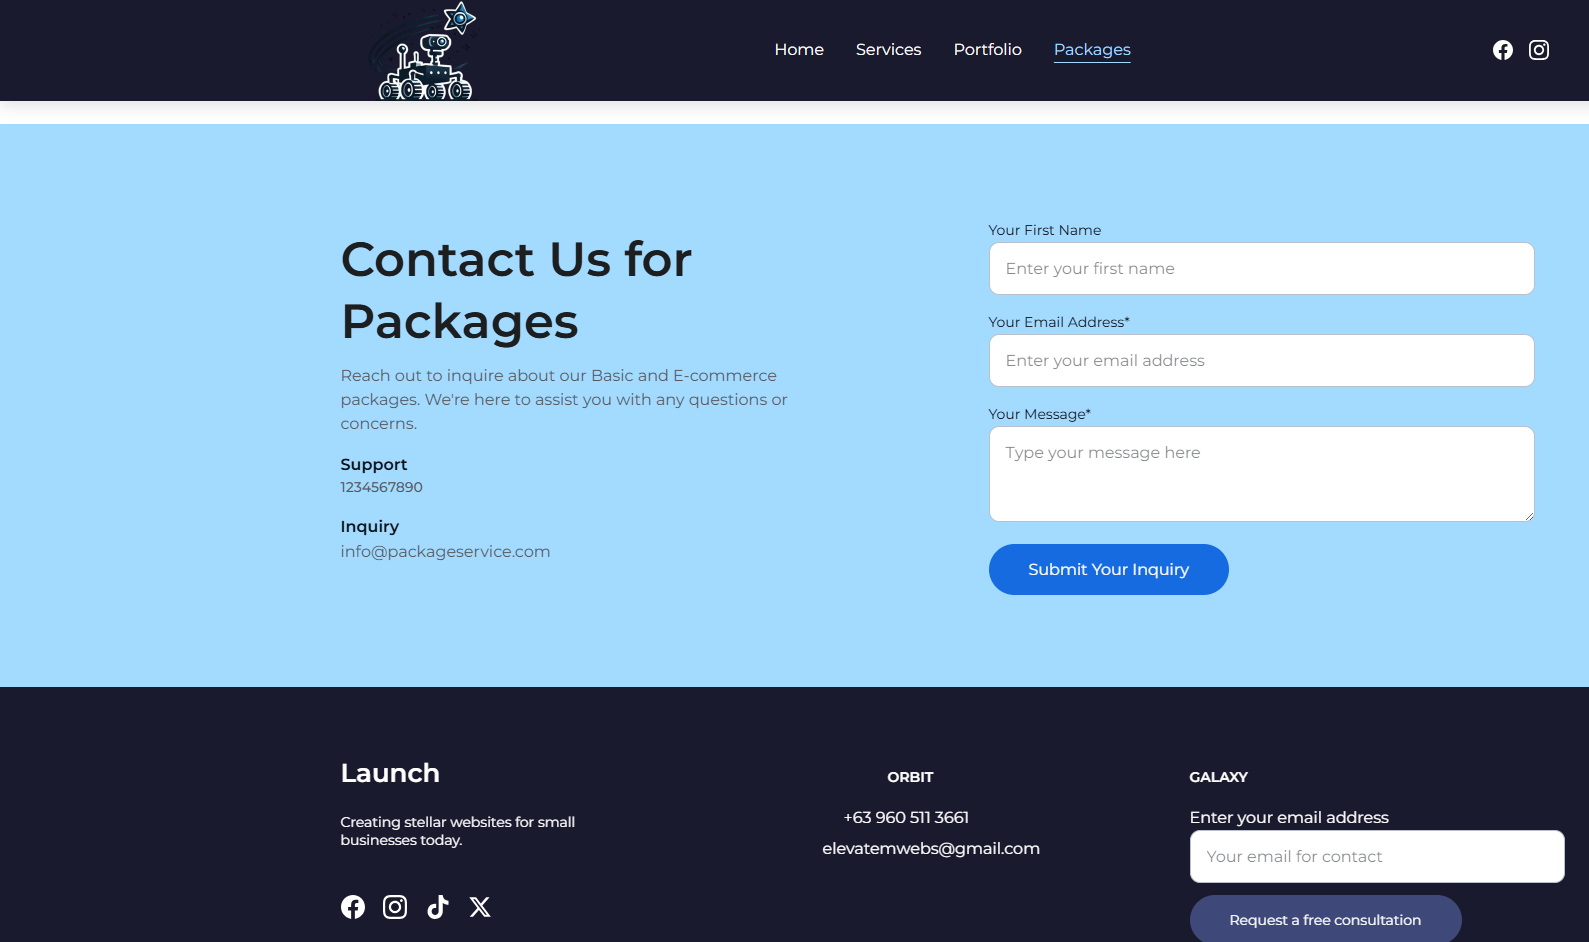 Home Services Portfolio Packages
Contact Us for
Packages
Reach out to inquire about our Basic and E-commerce
packages. We're here to assist you with any questions or
concerns.
Support
1234567890
Inquiry
info@packageservice.com
Your First Name
Enter your first name
Your Email Address*
Enter your email address
Your Message*
Type your message here
Submit Your Inquiry
Launch
Creating stellar websites for small
businesses today.
ORBIT
+63 960 511 3661
elevatemwebs@gmail.com
GALAXY
Enter your email address
Your email for contact
Request a free consultation